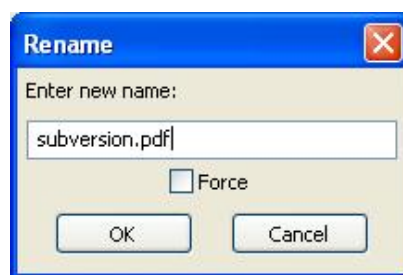 Rename
Enter new name:
subversion.pdf
Force
OK Cancel